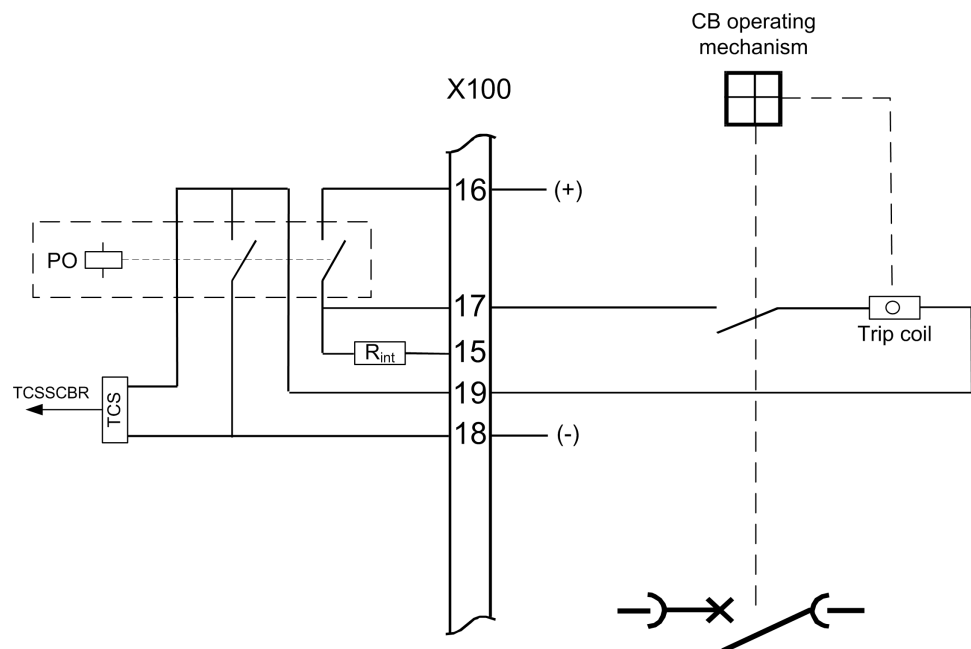 CB operating
mechanism
X100
16
(+)
PO
17
Trip coil
Rint
15
TCSSCBR
TCS
19
18
(-)